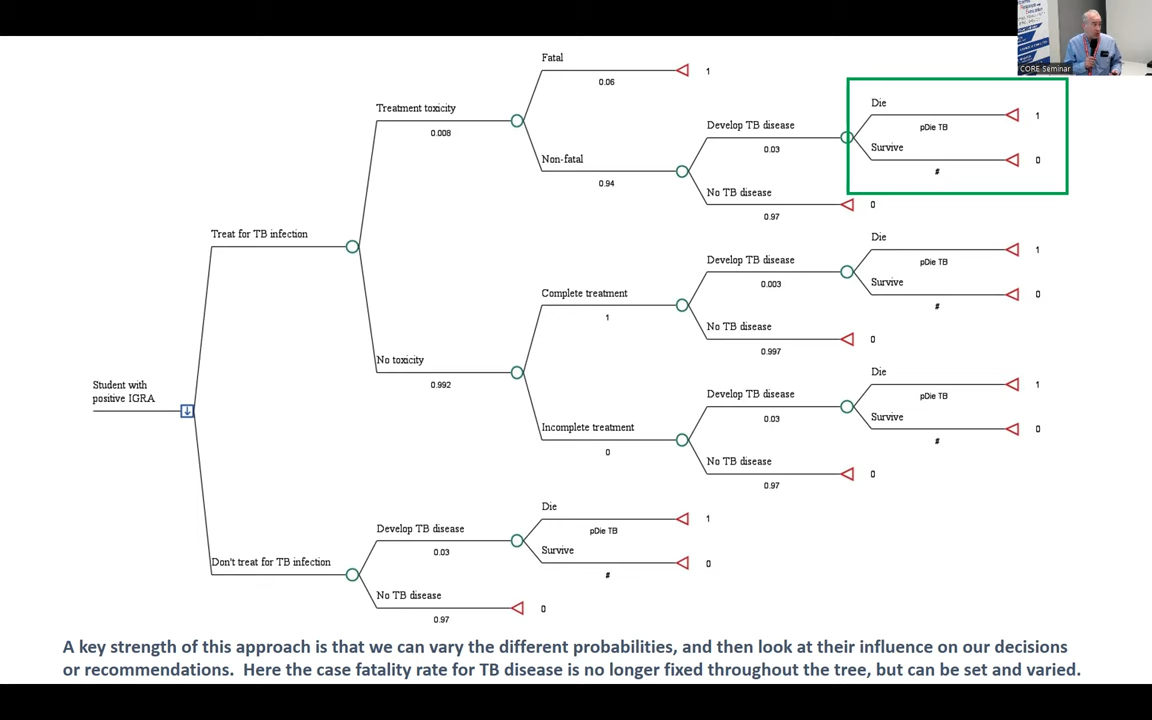 CORE Seminar
Fatal
0.06
1
Treatment toxicity
0.008
Non-fatal
0.94
Develop TB disease
0.03
Die
pDie TB
1
Survive
#
0
No TB disease
0.97
0
Treat for TB infection
No toxicity
0.992
Complete treatment
1
Develop TB disease
0.003
Die
pDie TB
1
Survive
#
0
No TB disease
0.997
0
Incomplete treatment
0
Develop TB disease
0.03
Die
pDie TB
1
Survive
#
0
No TB disease
0.97
0
Student with
positive IGRA
Don't treat for TB infection
Develop TB disease
0.03
Die
pDie TB
1
Survive
#
0
No TB disease
0.97
0
A key strength of this approach is that we can vary the different probabilities, and then look at their influence on our decisions
or recommendations. Here the case fatality rate for TB disease is no longer fixed throughout the tree, but can be set and varied.